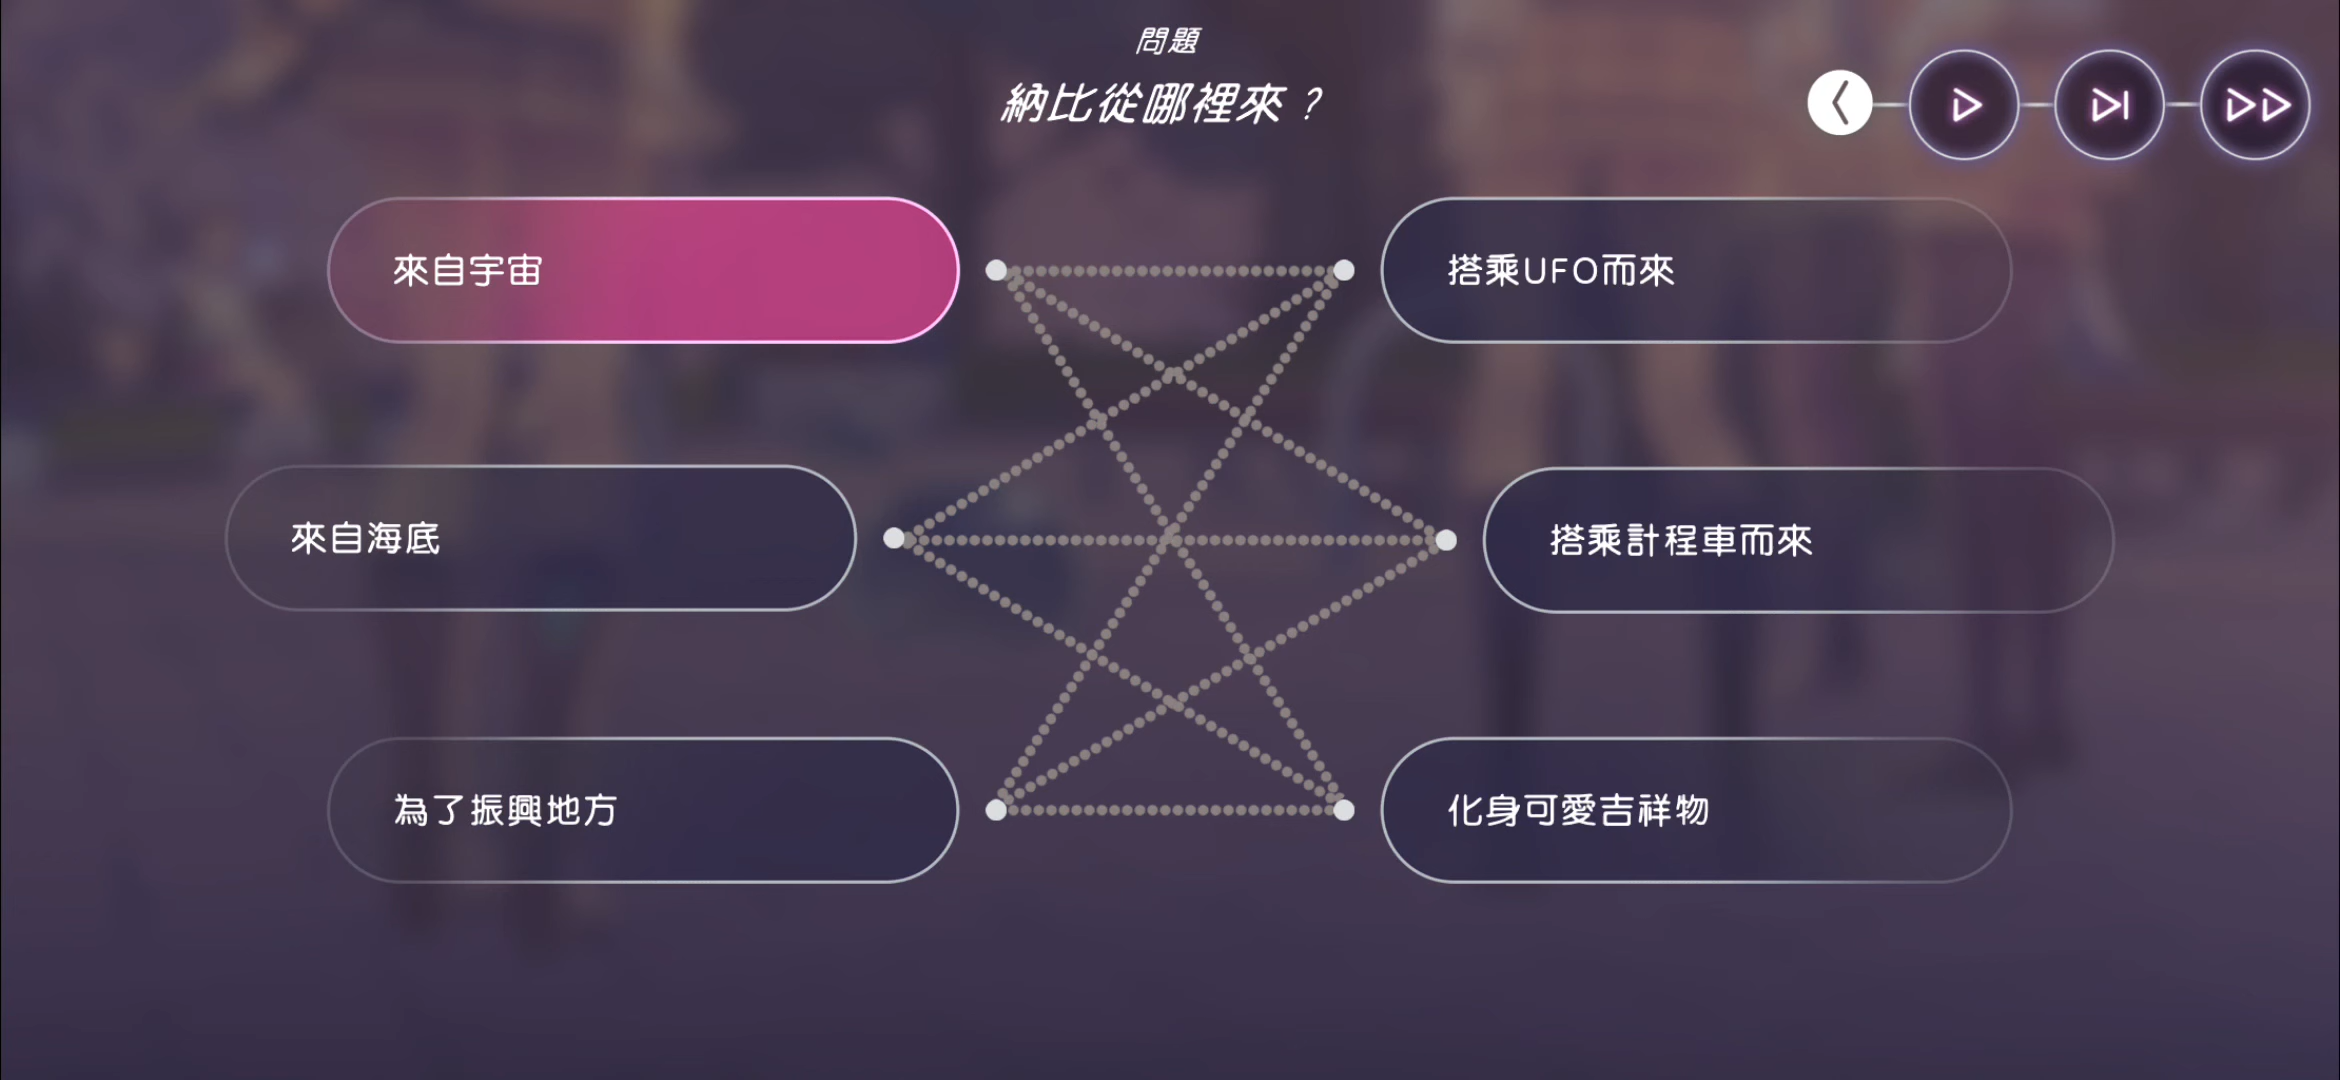 問題
納比從哪裡來？
來自宇宙
搭乘UFO而來
來自海底
搭乘計程車而來
為了振興地方
化身可愛吉祥物